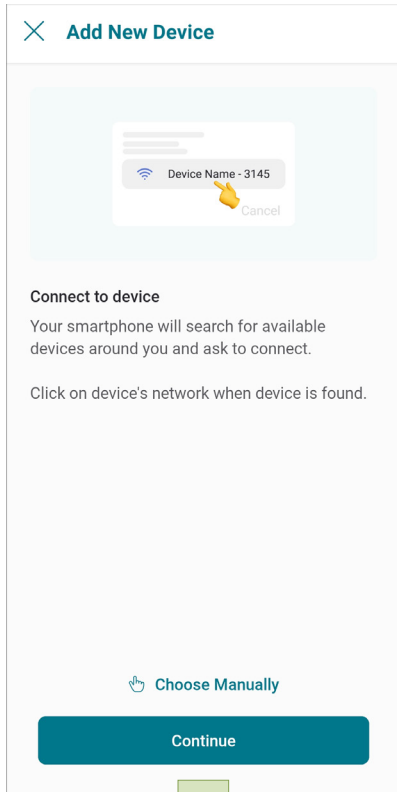 Add New Device
Device Name - 3145
Cancel
Connect to device
Your smartphone will search for available
devices around you and ask to connect.
Click on device's network when device is found.
Choose Manually
Continue